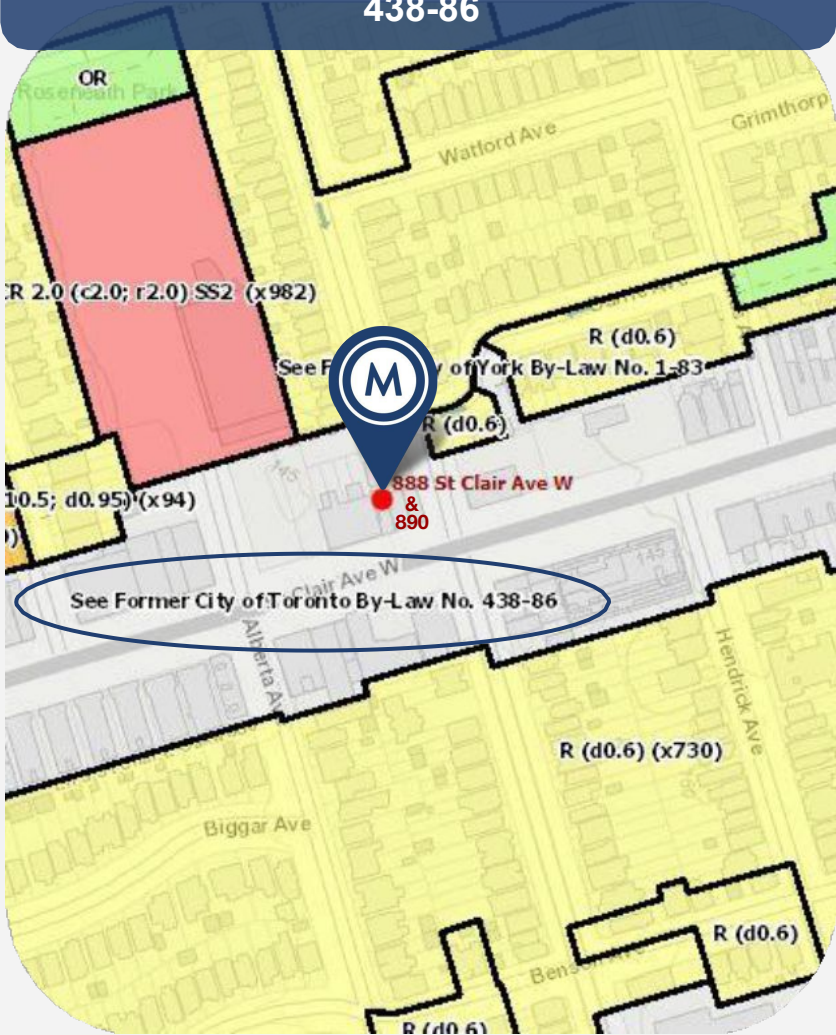 438-86
OR
Roseneath Park
Watford Ave
Grimthorp
CR 2.0 (c2.0; r2.0) SS2 (x982)
R (d0.6)
See F
y of York By-Law No. 1-83
M
R (d0.6)
145
888 St Clair Ave W
&
890
10.5; d0.95) (x94)
Clair Ave W
145
See Former City of Toronto By-Law No. 438-86
Alberta Av
Hendrick Ave
R (d0.6) (x730)
Biggar Ave
R (d0.6)
R (d0.6)